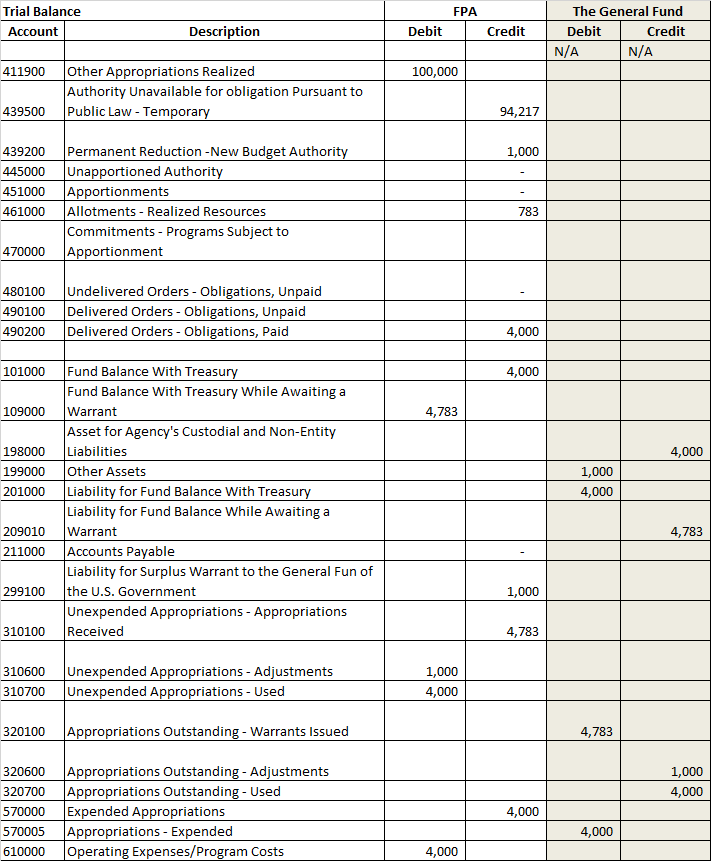 Trial Balance FPA The General Fund
Account Description Debit Credit Debit Credit
N/A N/A
411900 Other Appropriations Realized 100,000
Authority Unavailable for obligation Pursuant to
439500 Public Law - Temporary 94,217
439200 Permanent Reduction -New Budget Authority 1,000
445000 Unapportioned Authority -
451000 Apportionments -
461000 Allotments - Realized Resources 783
Commitments - Programs Subject to
470000 Apportionment
480100 Undelivered Orders - Obligations, Unpaid -
490100 Delivered Orders - Obligations, Unpaid
490200 Delivered Orders - Obligations, Paid 4,000
101000 Fund Balance With Treasury 4,000
Fund Balance With Treasury While Awaiting a
109000 Warrant 4,783
Asset for Agency's Custodial and Non-Entity
198000 Liabilities 4,000
199000 Other Assets 1,000
201000 Liability for Fund Balance With Treasury 4,000
Liability for Fund Balance While Awaiting a
209010 Warrant 4,783
211000 Accounts Payable -
Liability for Surplus Warrant to the General Fun of
299100 the U.S. Government 1,000
Unexpended Appropriations - Appropriations
310100 Received 4,783
310600 Unexpended Appropriations - Adjustments 1,000
310700 Unexpended Appropriations - Used 4,000
320100 Appropriations Outstanding - Warrants Issued 4,783
320600 Appropriations Outstanding - Adjustments 1,000
320700 Appropriations Outstanding - Used 4,000
570000 Expended Appropriations 4,000
570005 Appropriations - Expended 4,000
610000 Operating Expenses/Program Costs 4,000